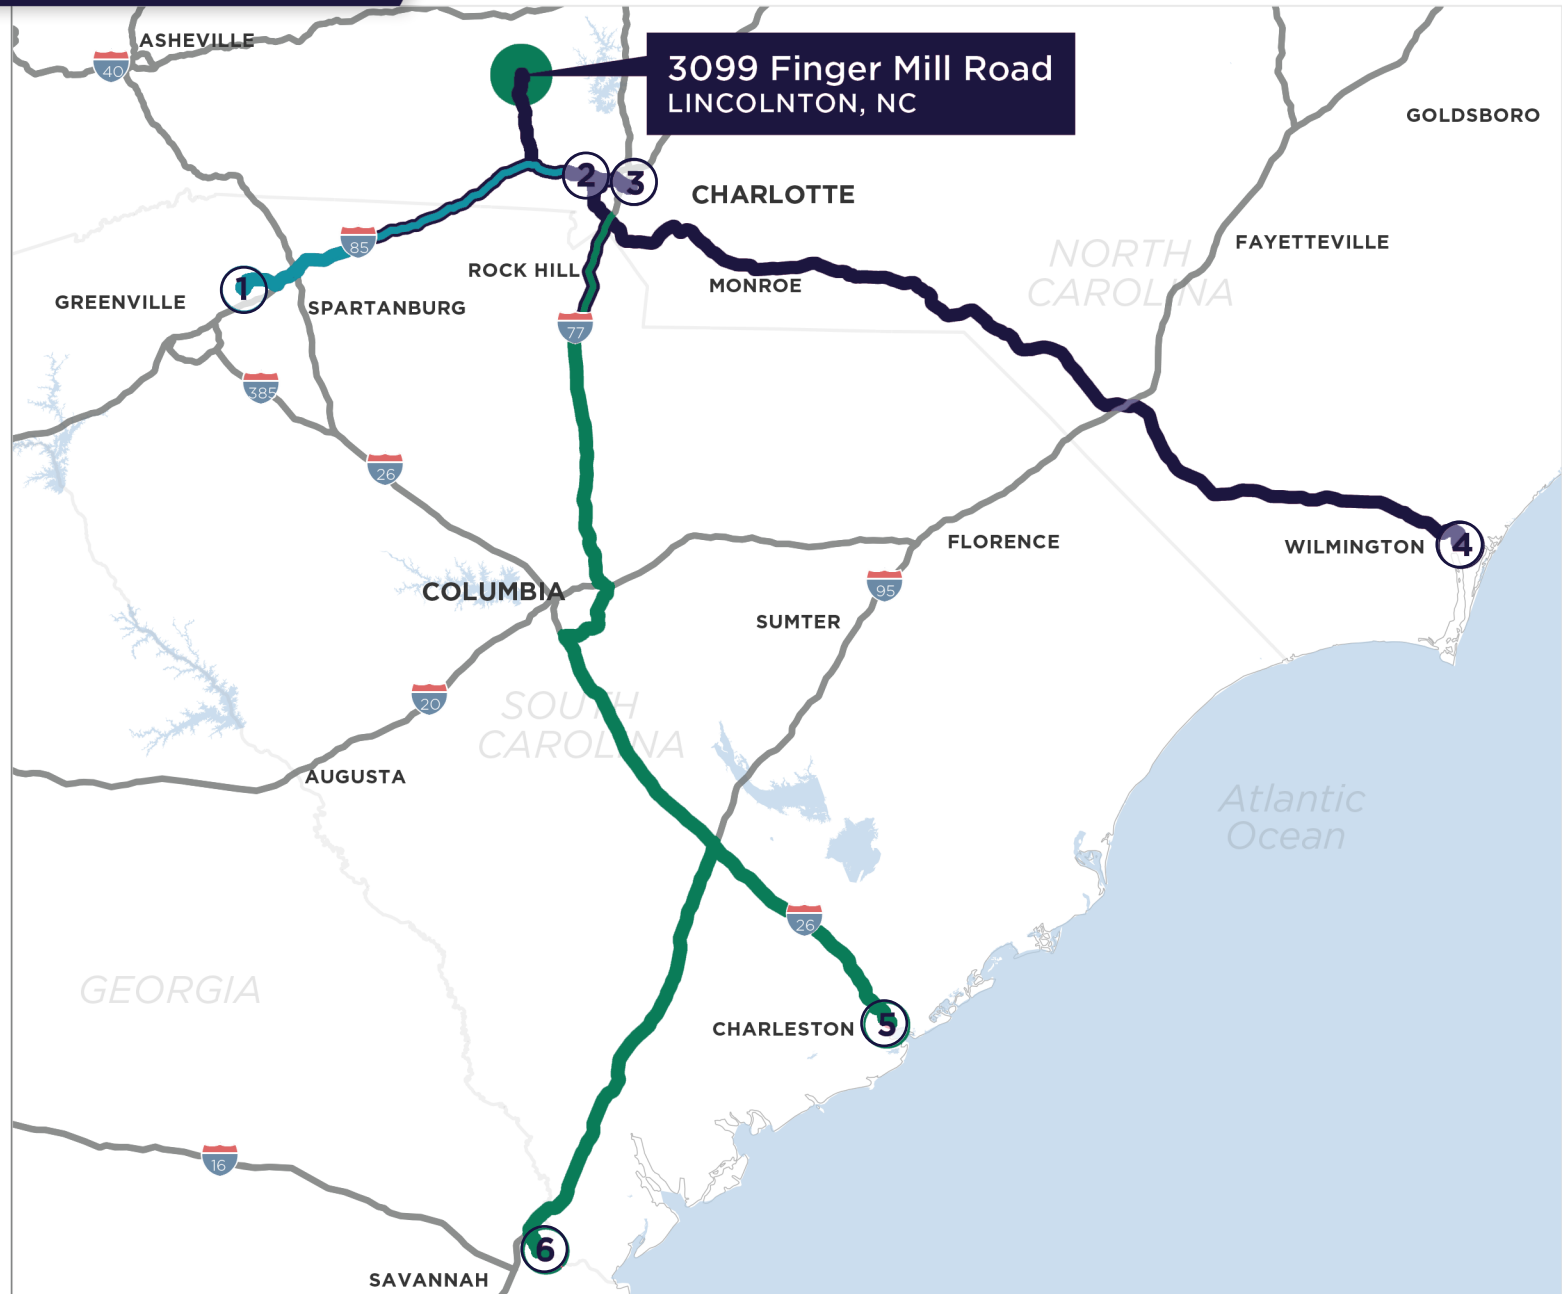 ASHEVILLE
40
3099 Finger Mill Road
LINCOLNTON, NC
GOLDSBORO
2
3
CHARLOTTE
85
NORTH
CAROLINA
FAYETTEVILLE
ROCK HILL
MONROE
1
GREENVILLE
SPARTANBURG
77
385
26
FLORENCE
WILMINGTON
4
COLUMBIA
95
SUMTER
20
SOUTH
CAROLINA
AUGUSTA
Atlantic
Ocean
26
GEORGIA
CHARLESTON
5
16
6
SAVANNAH